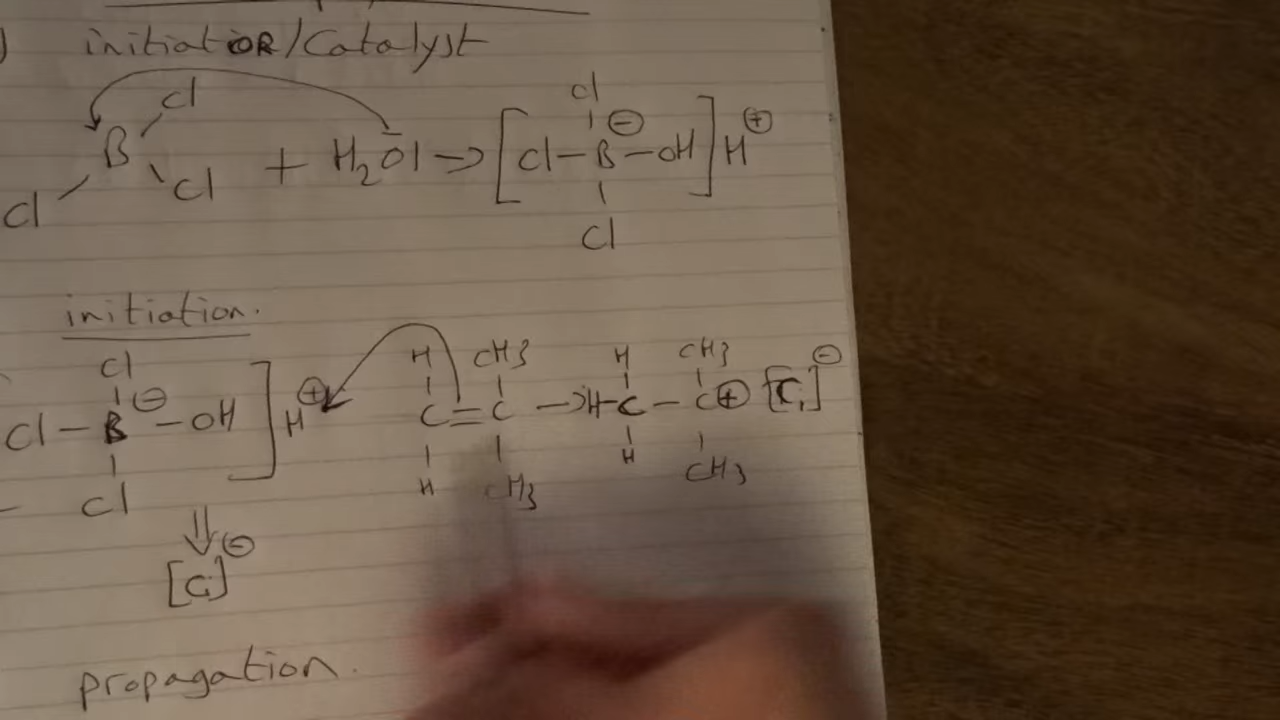 ) initiatOR/Catalyst
Cl Cl
B + H2O → [Cl-B-OH]⊖ H⊕
Cl Cl Cl
initiation.
Cl H CH3 H CH3
Cl-B⊖-OH] H⊕ C=C → H-C-C⊕ [Ci]⊖
Cl H CH3 H CH3
⇓
[Ci]⊖
propagation.